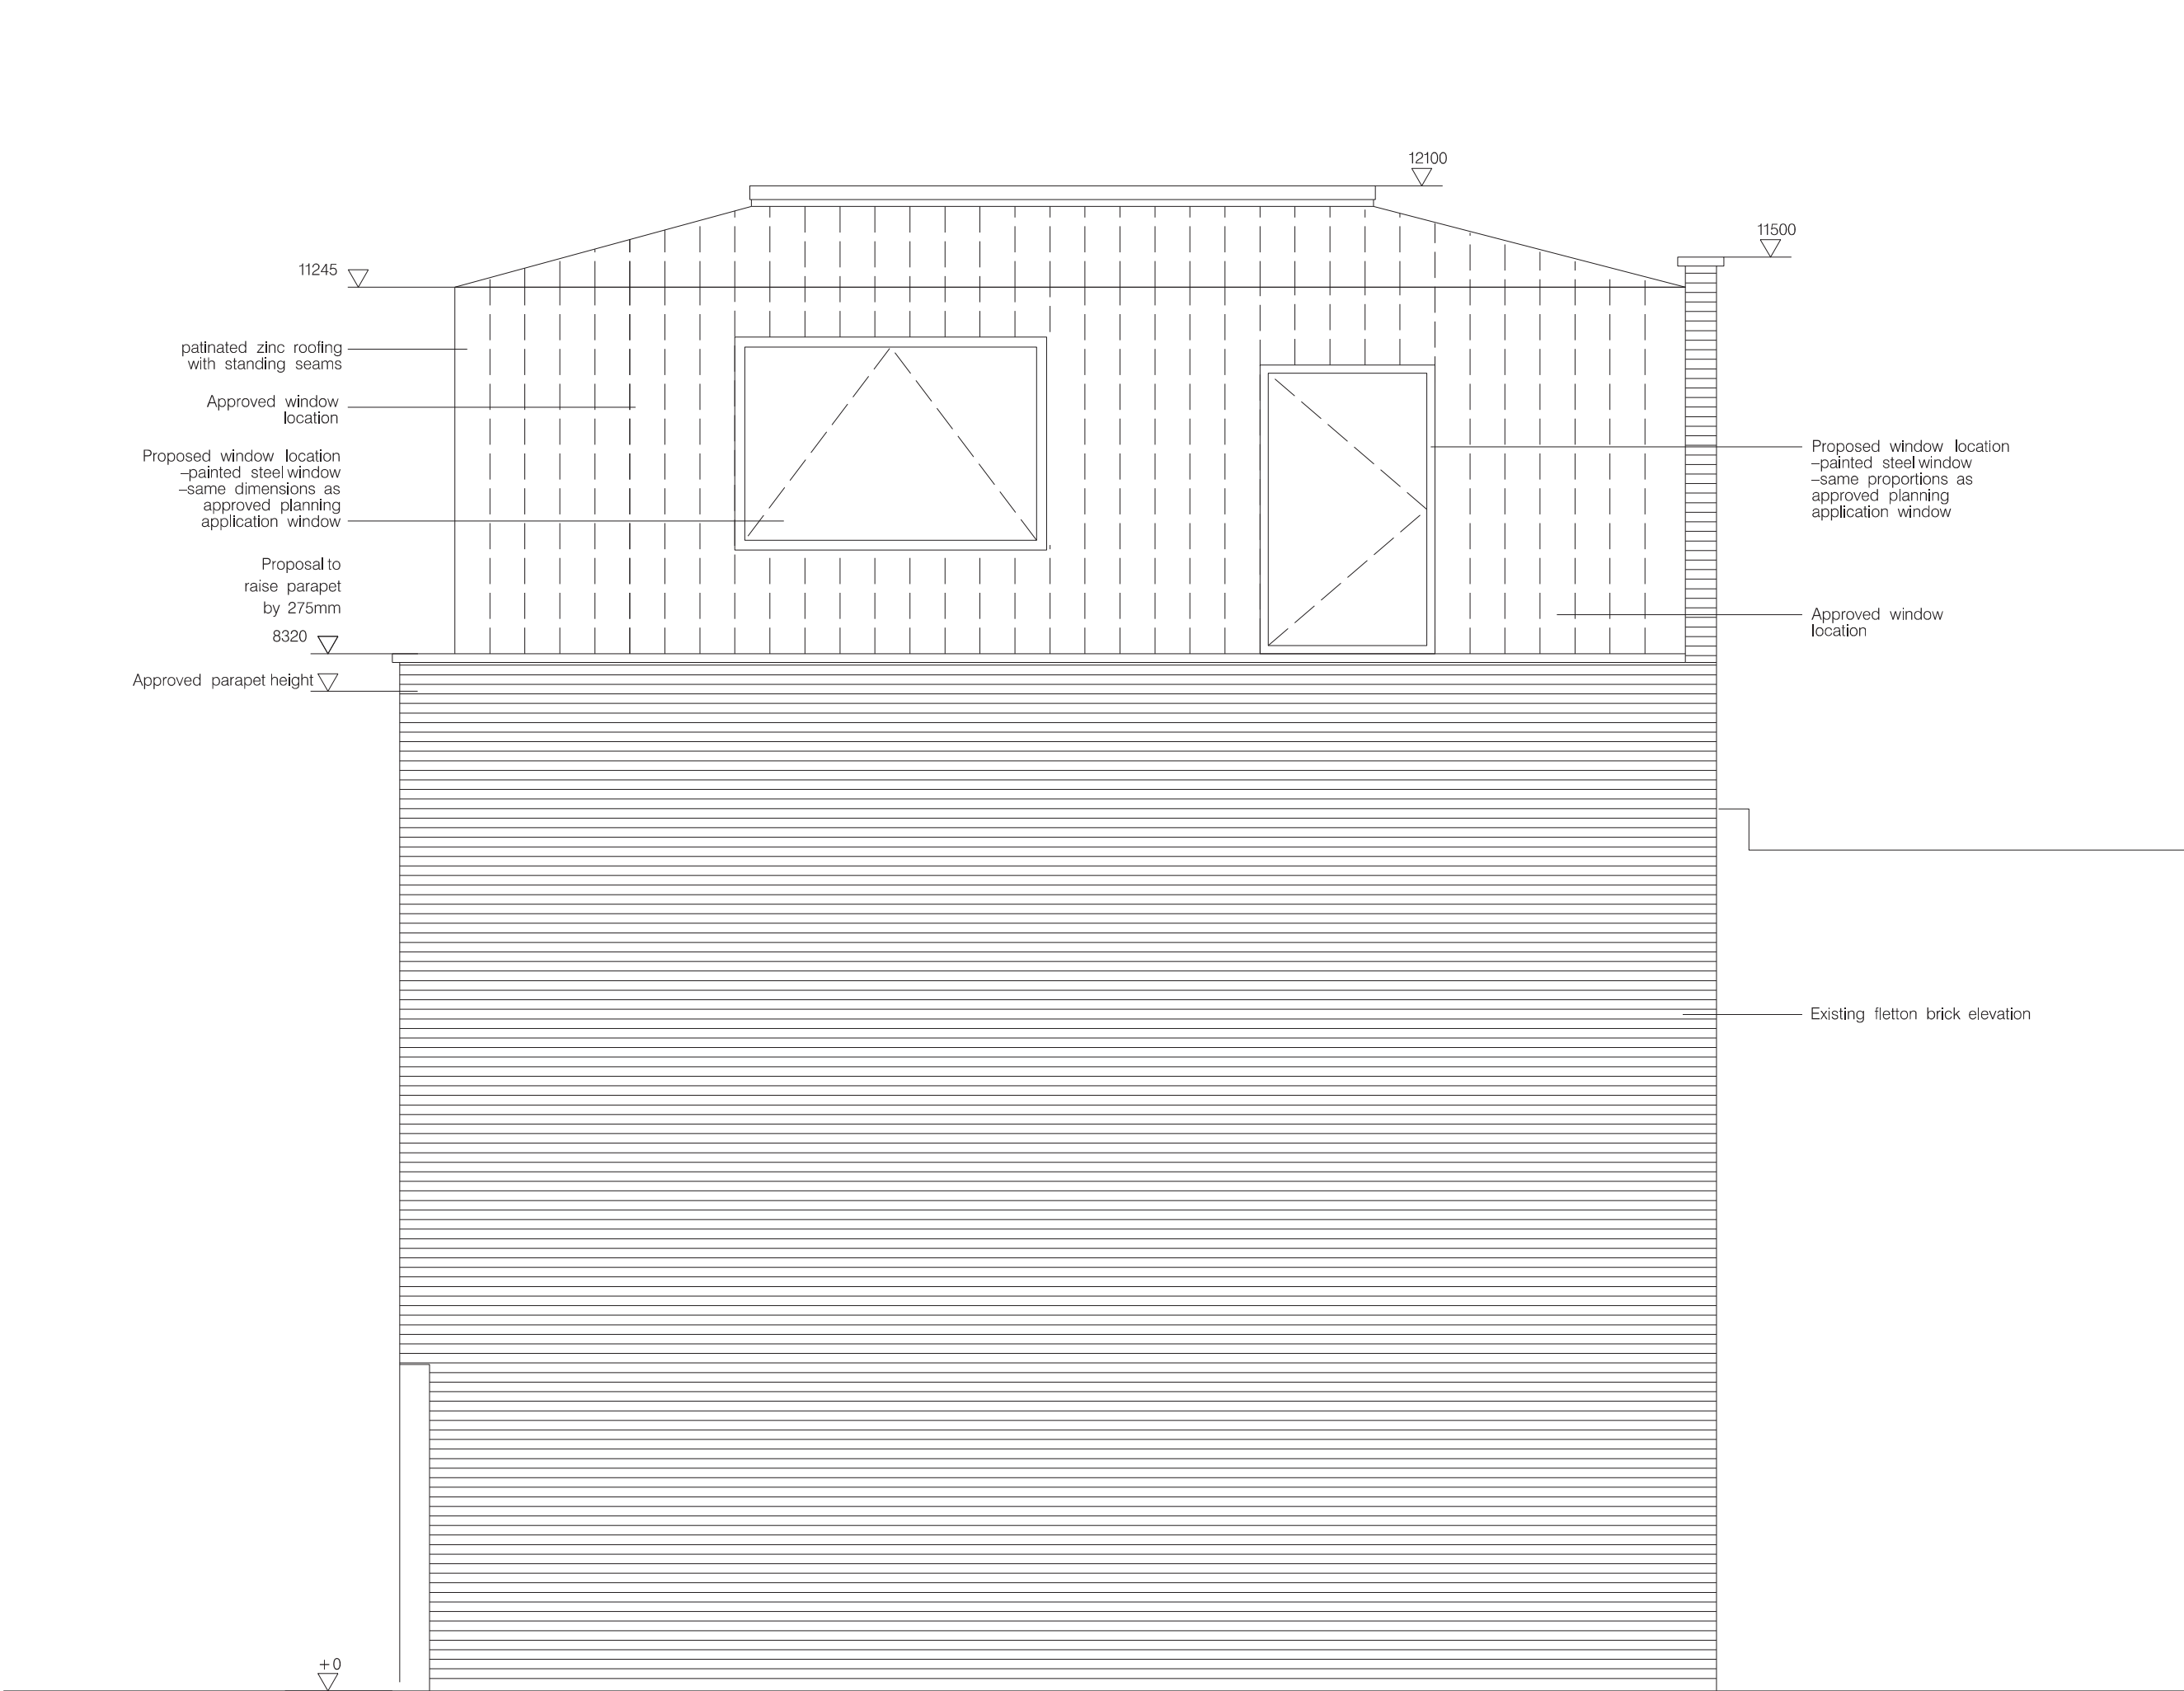 12100
11500
11245
patinated zinc roofing
with standing seams
Approved window
location
Proposed window location
–painted steel window
–same dimensions as
approved planning
application window
Proposal to
raise parapet
by 275mm
8320
Approved parapet height
Proposed window location
–painted steel window
–same proportions as
approved planning
application window
Approved window
location
Existing fletton brick elevation
+0